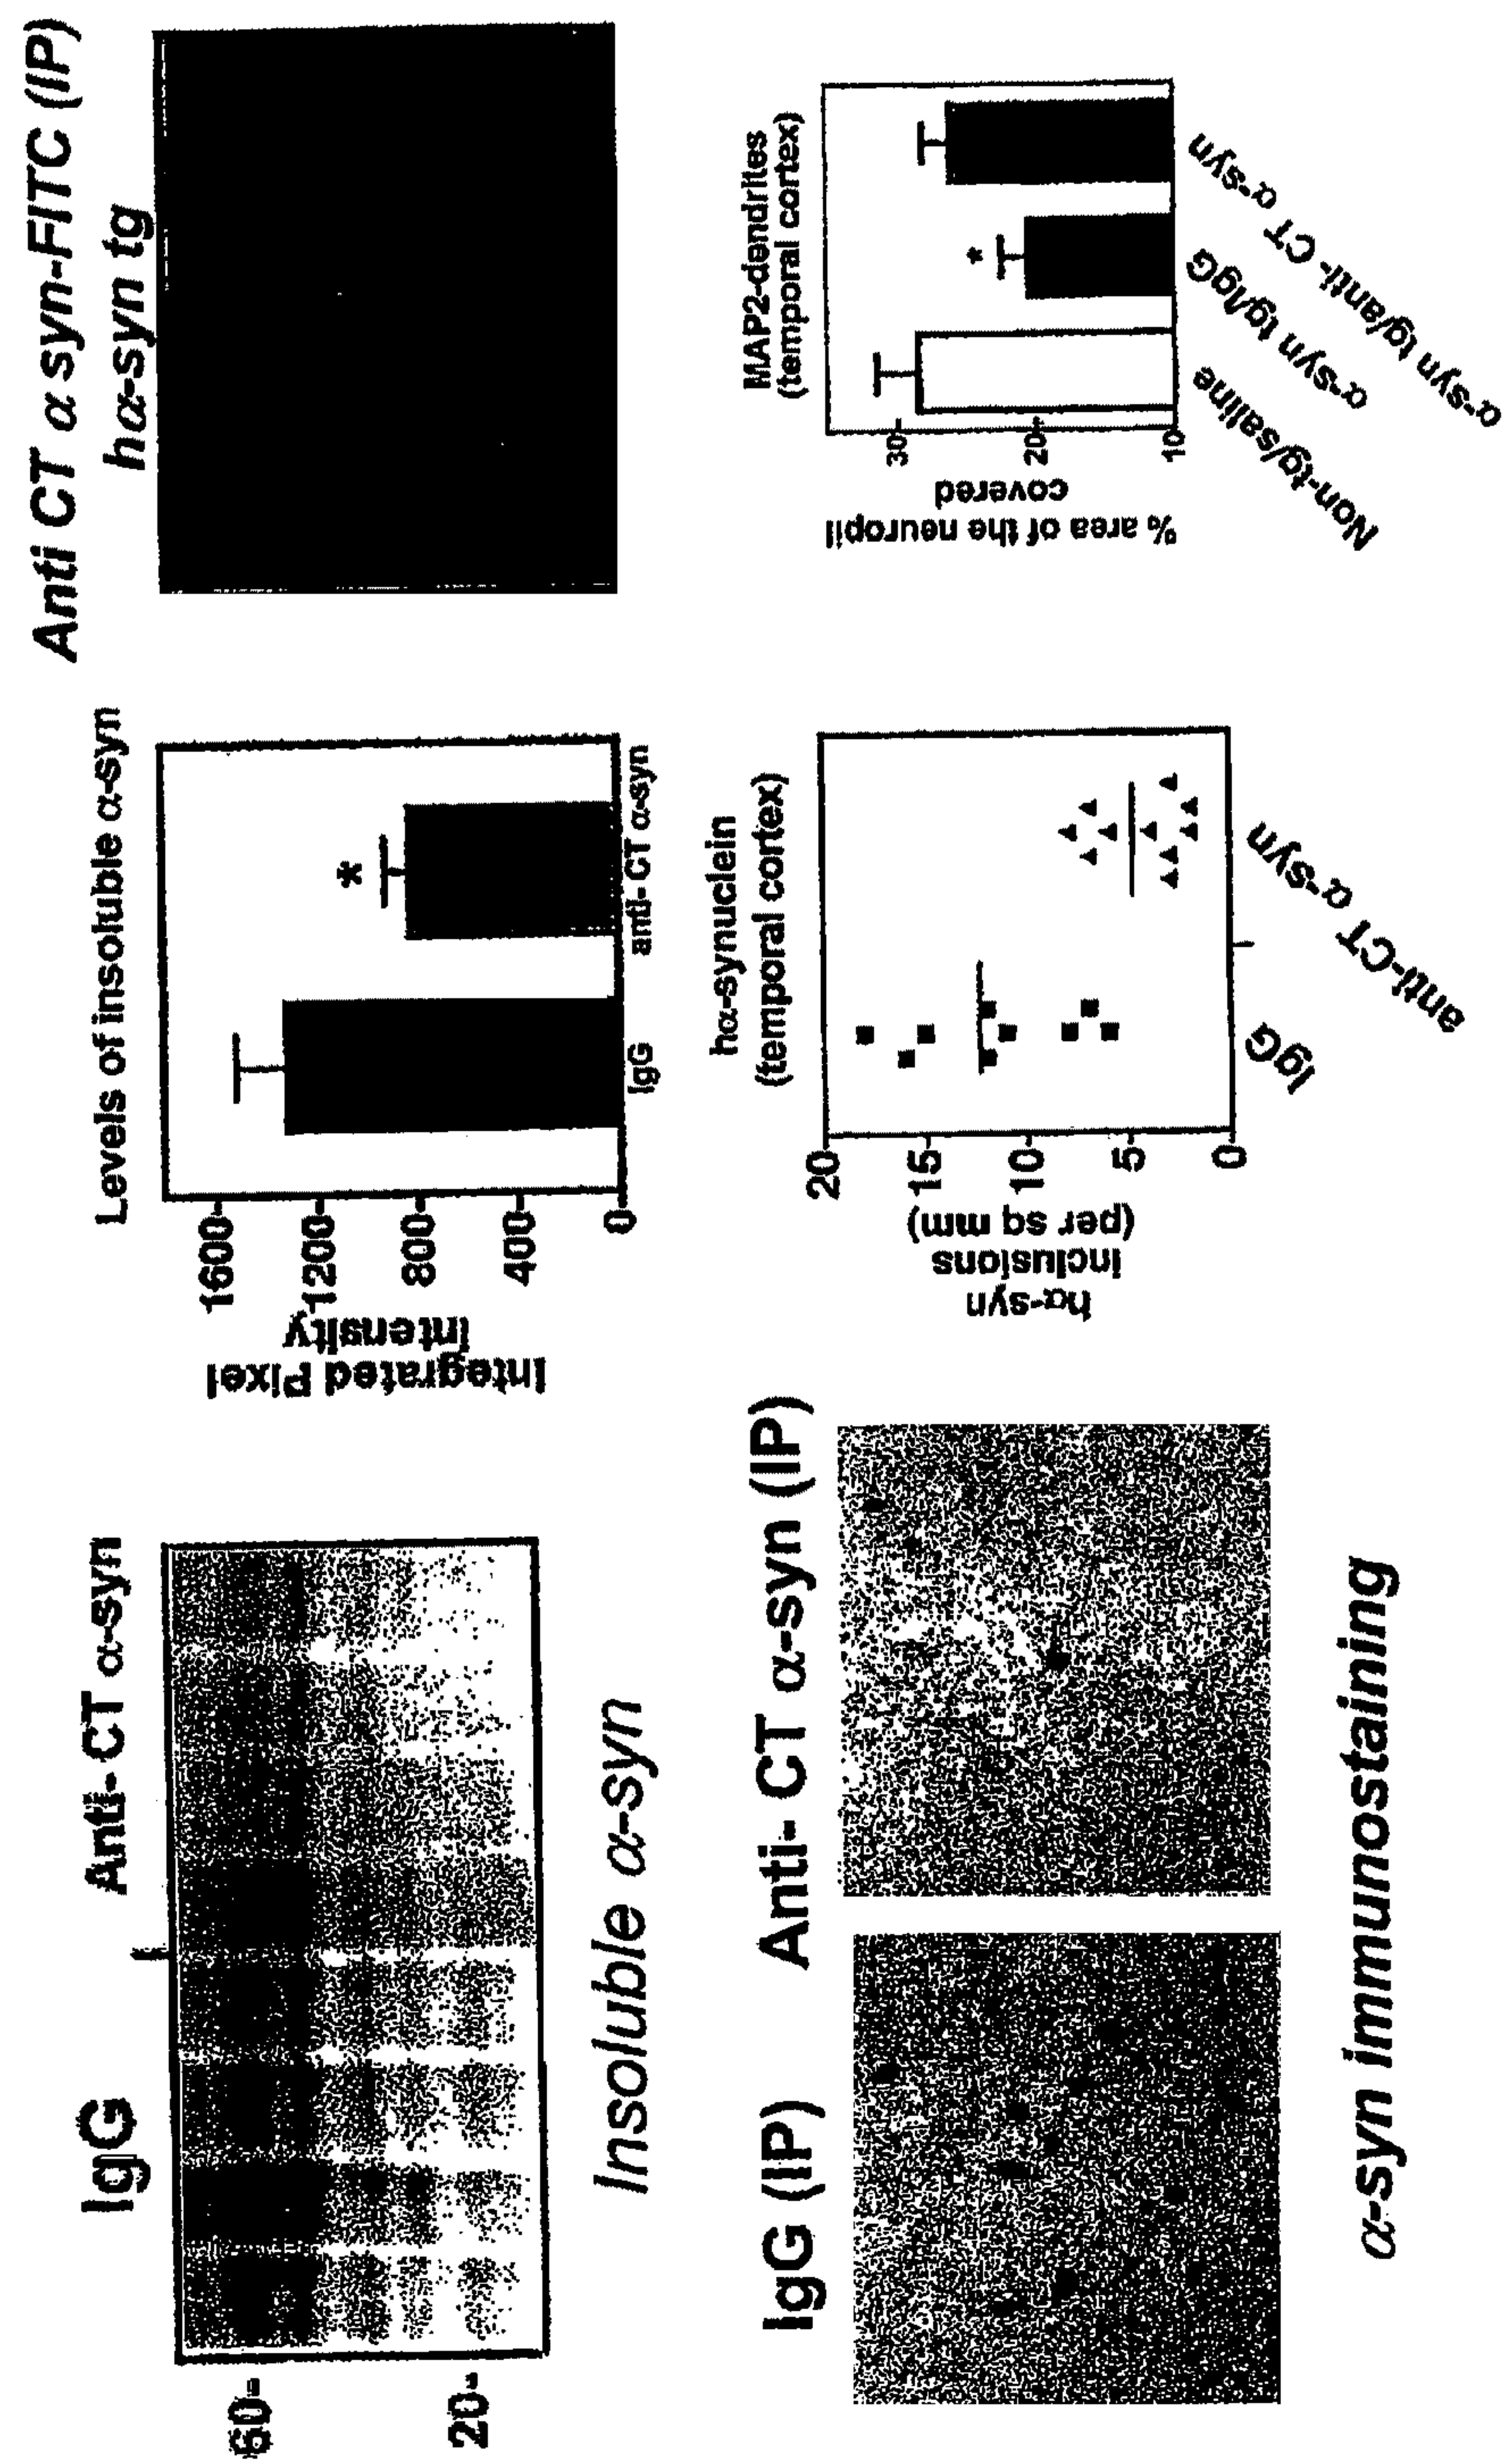 IgG
Anti- CT α-syn
60-
20-
Insoluble α-syn
Levels of insoluble α-syn
Integrated Pixel
intensity
1600
1200
800
400
0
*
IgG
anti-CT α-syn
Anti CT α syn-FITC (IP)
hα-syn tg
IgG (IP)
Anti- CT α-syn (IP)
α-syn immunostaining
hα-synuclein
(temporal cortex)
hα-syn
inclusions
(per sq mm)
20
15
10
5
0
IgG
anti-CT α-syn
MAP2-dendrites
(temporal cortex)
% area of the neuropil
covered
30
20
10
*
Non-tg/saline
α-syn tg/IgG
α-syn tg/anti- CT α-syn